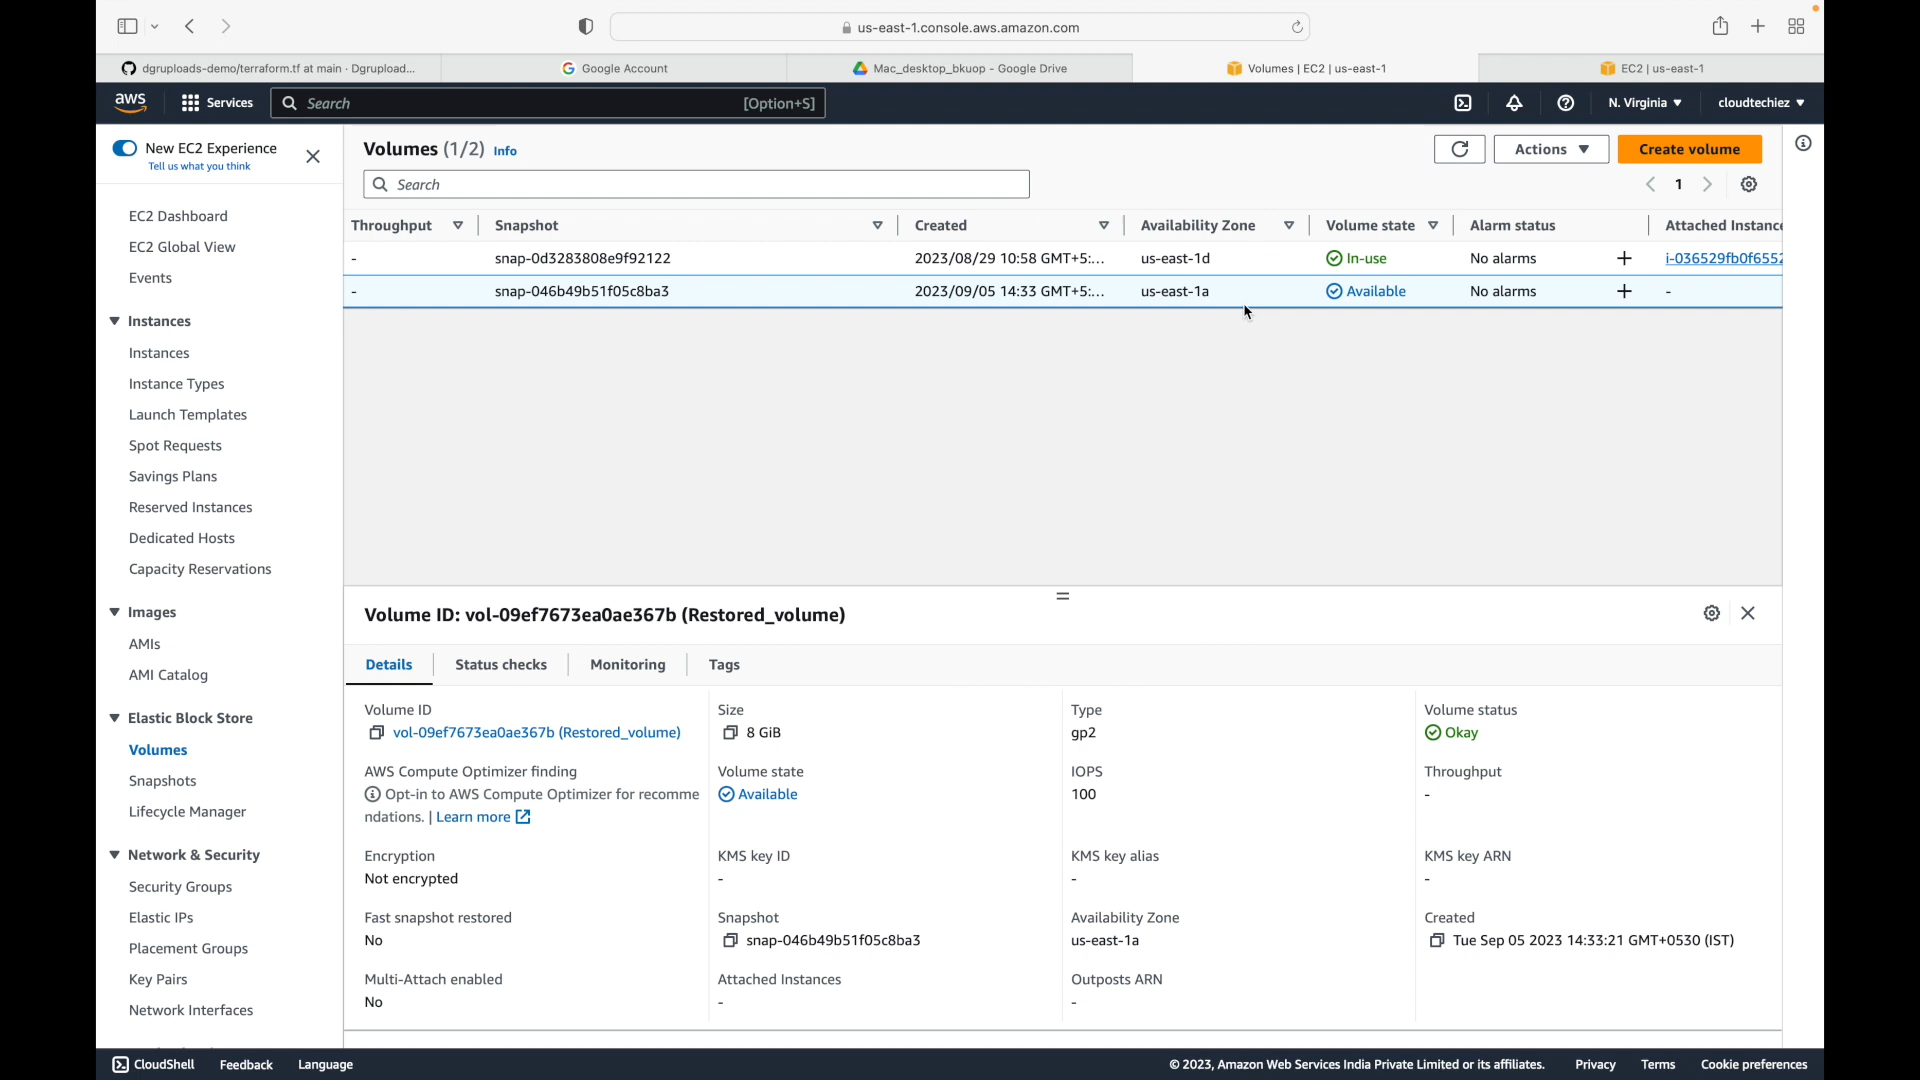 us-east-1.console.aws.amazon.com
dgruploads-demo/terraform.tf at main · Dgrupload...
Google Account
Mac_desktop_bkuop - Google Drive
Volumes | EC2 | us-east-1
EC2 | us-east-1
aws
Services
Search
[Option+S]
N. Virginia
cloudtechiez
New EC2 Experience
Tell us what you think
EC2 Dashboard
EC2 Global View
Events
Instances
Instances
Instance Types
Launch Templates
Spot Requests
Savings Plans
Reserved Instances
Dedicated Hosts
Capacity Reservations
Images
AMIs
AMI Catalog
Elastic Block Store
Volumes
Snapshots
Lifecycle Manager
Network & Security
Security Groups
Elastic IPs
Placement Groups
Key Pairs
Network Interfaces
Volumes (1/2) Info
Actions
Create volume
Search
1
Throughput Snapshot Created Availability Zone Volume state Alarm status Attached Instance
- snap-0d3283808e9f92122 2023/08/29 10:58 GMT+5:... us-east-1d In-use No alarms + i-036529fb0f6552
- snap-046b49b51f05c8ba3 2023/09/05 14:33 GMT+5:... us-east-1a Available No alarms + -
Volume ID: vol-09ef7673ea0ae367b (Restored_volume)
Details Status checks Monitoring Tags
Volume ID
vol-09ef7673ea0ae367b (Restored_volume)
Size
8 GiB
Type
gp2
Volume status
Okay
AWS Compute Optimizer finding
Opt-in to AWS Compute Optimizer for recomme
ndations. | Learn more
Volume state
Available
IOPS
100
Throughput
-
Encryption
Not encrypted
KMS key ID
-
KMS key alias
-
KMS key ARN
-
Fast snapshot restored
No
Snapshot
snap-046b49b51f05c8ba3
Availability Zone
us-east-1a
Created
Tue Sep 05 2023 14:33:21 GMT+0530 (IST)
Multi-Attach enabled
No
Attached Instances
-
Outposts ARN
-
CloudShell
Feedback
Language
© 2023, Amazon Web Services India Private Limited or its affiliates.
Privacy
Terms
Cookie preferences